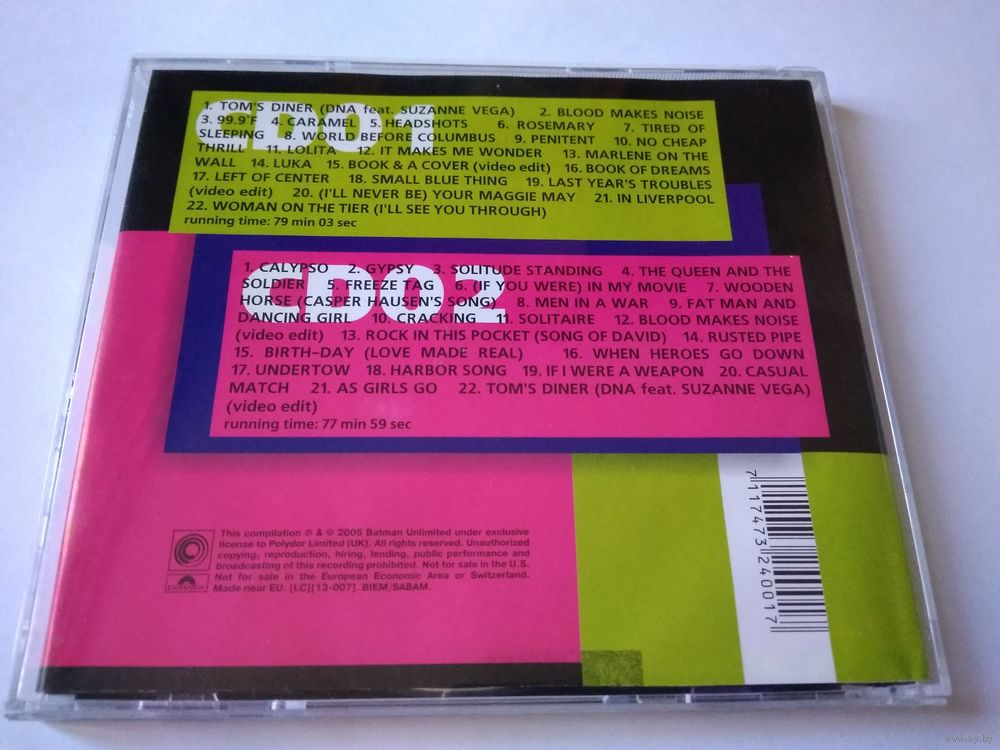 1. TOM'S DINER (DNA feat. SUZANNE VEGA) 2. BLOOD MAKES NOISE
3. 99.9°F 4. CARAMEL 5. HEADSHOTS 6. ROSEMARY 7. TIRED OF
SLEEPING 8. WORLD BEFORE COLUMBUS 9. PENITENT 10. NO CHEAP
THRILL 11. LOLITA 12. IT MAKES ME WONDER 13. MARLENE ON THE
WALL 14. LUKA 15. BOOK & A COVER (video edit) 16. BOOK OF DREAMS
17. LEFT OF CENTER 18. SMALL BLUE THING 19. LAST YEAR'S TROUBLES
(video edit) 20. (I'LL NEVER BE) YOUR MAGGIE MAY 21. IN LIVERPOOL
22. WOMAN ON THE TIER (I'LL SEE YOU THROUGH)
running time: 79 min 03 sec
CD01
1. CALYPSO 2. GYPSY 3. SOLITUDE STANDING 4. THE QUEEN AND THE
SOLDIER 5. FREEZE TAG 6. (IF YOU WERE) IN MY MOVIE 7. WOODEN
HORSE (CASPER HAUSEN'S SONG) 8. MEN IN A WAR 9. FAT MAN AND
DANCING GIRL 10. CRACKING 11. SOLITAIRE 12. BLOOD MAKES NOISE
(video edit) 13. ROCK IN THIS POCKET (SONG OF DAVID) 14. RUSTED PIPE
15. BIRTH-DAY (LOVE MADE REAL) 16. WHEN HEROES GO DOWN
17. UNDERTOW 18. HARBOR SONG 19. IF I WERE A WEAPON 20. CASUAL
MATCH 21. AS GIRLS GO 22. TOM'S DINER (DNA feat. SUZANNE VEGA)
(video edit)
running time: 77 min 59 sec
CD02
This compilation ℗ & © 2005 Batman Unlimited under exclusive
license to Polydor Limited (UK). All rights reserved. Unauthorized
copying, reproduction, hiring, lending, public performance and
broadcasting of this recording prohibited. Not for sale in the U.S.
Not for sale in the European Economic Area or Switzerland.
Made near EU. [LC][13-007]. BIEM/SABAM.
polydor
7 117473 240017
www.ay.by